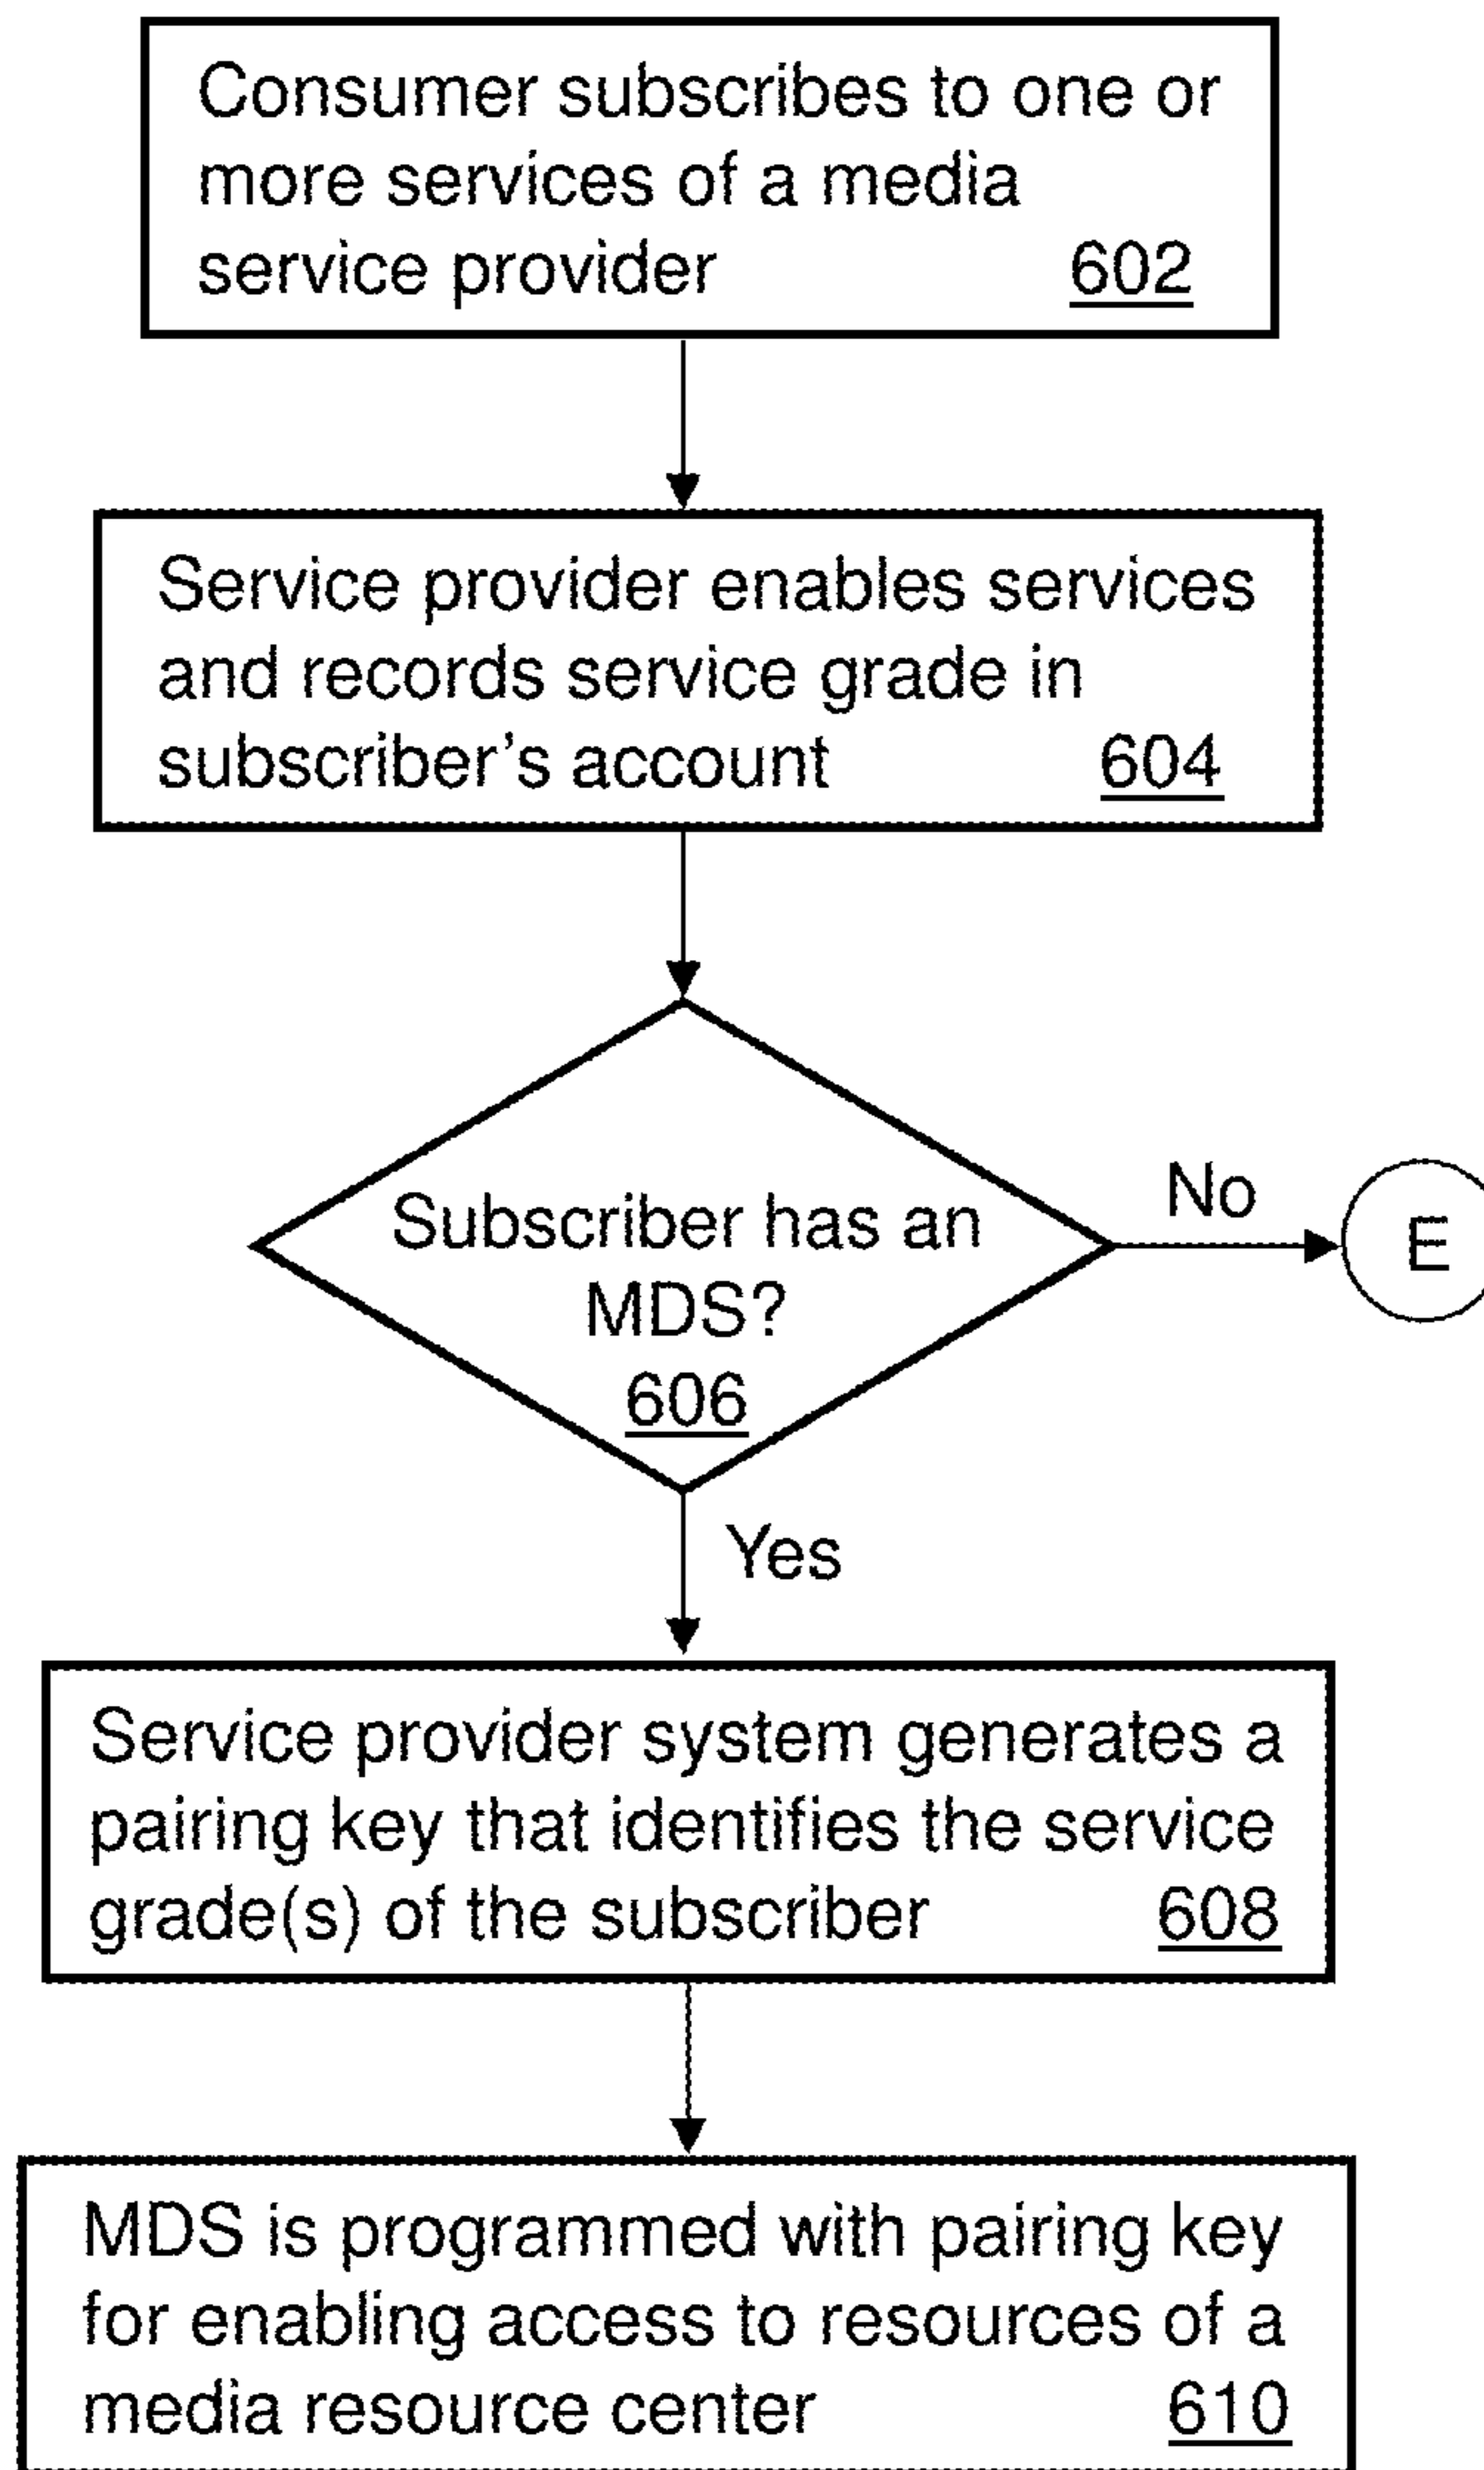 Consumer subscribes to one or
more services of a media
service provider 602
Service provider enables services
and records service grade in
subscriber's account 604
Subscriber has an
MDS?
606
No
E
Yes
Service provider system generates a
pairing key that identifies the service
grade(s) of the subscriber 608
MDS is programmed with pairing key
for enabling access to resources of a
media resource center 610